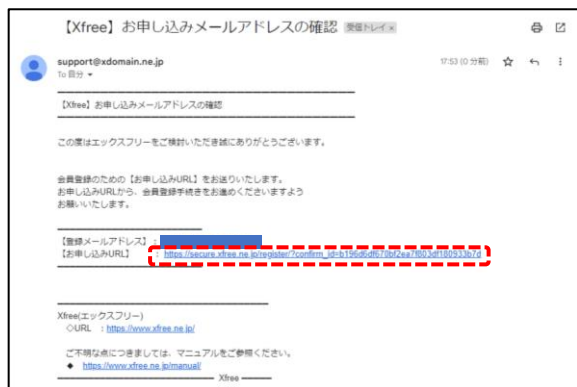 【Xfree】お申し込みメールアドレスの確認 受信トレイ×
support@xdomain.ne.jp 17:53 (0 分前)
To 自分
【Xfree】お申し込みメールアドレスの確認
この度はエックスフリーをご検討いただき誠にありがとうございます。
会員登録のための【お申し込みURL】をお送りいたします。
お申し込みURLから、会員登録手続きをお進めくださいますよう
お願いいたします。
【登録メールアドレス】:
【お申し込みURL】 : https://secure.xfree.ne.jp/register/?confirm_id=b196d6df670bf2ea7f803df180933b7d
Xfree(エックスフリー)
◇URL : https://www.xfree.ne.jp/
ご不明な点につきましては、マニュアルをご参照ください。
◆ https://www.xfree.ne.jp/manual/
Xfree